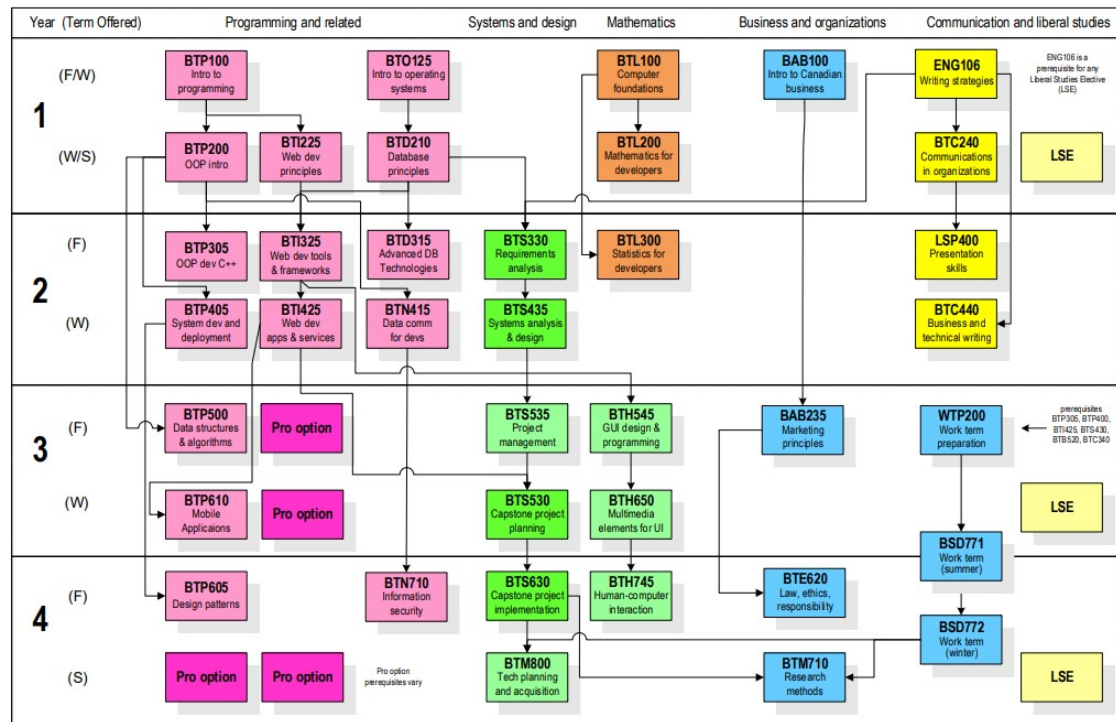 Year (Term Offered)
Programming and related
Systems and design
Mathematics
Business and organizations
Communication and liberal studies
1
(F/W)
BTP100
Intro to
programming
BTO125
Intro to operating
systems
BTL100
Computer
foundations
BAB100
Intro to Canadian
business
ENG106
Writing strategies
ENG106 is a
prerequisite for any
Liberal Studies Elective
(LSE)
(W/S)
BTP200
OOP intro
BTI225
Web dev
principles
BTD210
Database
principles
BTL200
Mathematics for
developers
BTC240
Communications
in organizations
LSE
2
(F)
BTP305
OOP dev C++
BTI325
Web dev tools
& frameworks
BTD315
Advanced DB
Technologies
BTS330
Requirements
analysis
BTL300
Statistics for
developers
LSP400
Presentation
skills
(W)
BTP405
System dev and
deployment
BTI425
Web dev
apps & services
BTN415
Data comm
for devs
BTS435
Systems analysis
& design
BTC440
Business and
technical writing
3
(F)
BTP500
Data structures
& algorithms
Pro option
BTS535
Project
management
BTH545
GUI design &
programming
BAB235
Marketing
principles
WTP200
Work term
preparation
prerequisites
BTP305, BTP400,
BTI425, BTS430,
BTB520, BTC340
(W)
BTP610
Mobile
Applicaions
Pro option
BTS530
Capstone project
planning
BTH650
Multimedia
elements for UI
LSE
BSD771
Work term
(summer)
4
(F)
BTP605
Design patterns
BTN710
Information
security
BTS630
Capstone project
implementation
BTH745
Human-computer
interaction
BTE620
Law, ethics,
responsibility
BSD772
Work term
(winter)
(S)
Pro option
Pro option
Pro option
prerequisites vary
BTM800
Tech planning
and acquisition
BTM710
Research
methods
LSE